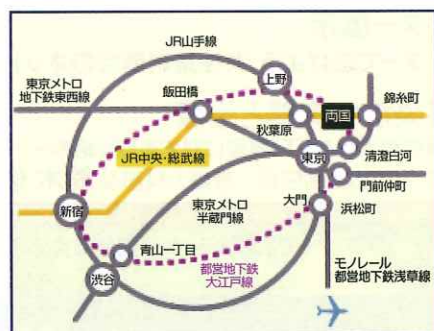 JR山手線
上野
東京メトロ
地下鉄東西線
飯田橋
錦糸町
両国
秋葉原
JR中央・総武線
東京
清澄白河
門前仲町
新宿
東京メトロ
半蔵門線
大門
浜松町
青山一丁目
渋谷
都営地下鉄
大江戸線
モノレール
都営地下鉄浅草線